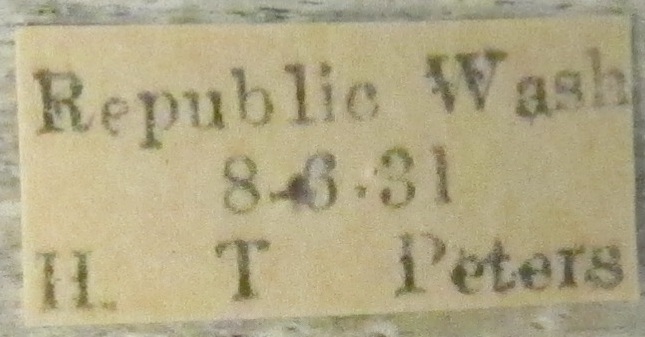 Republic Wash
8-6-31
H. T Peters